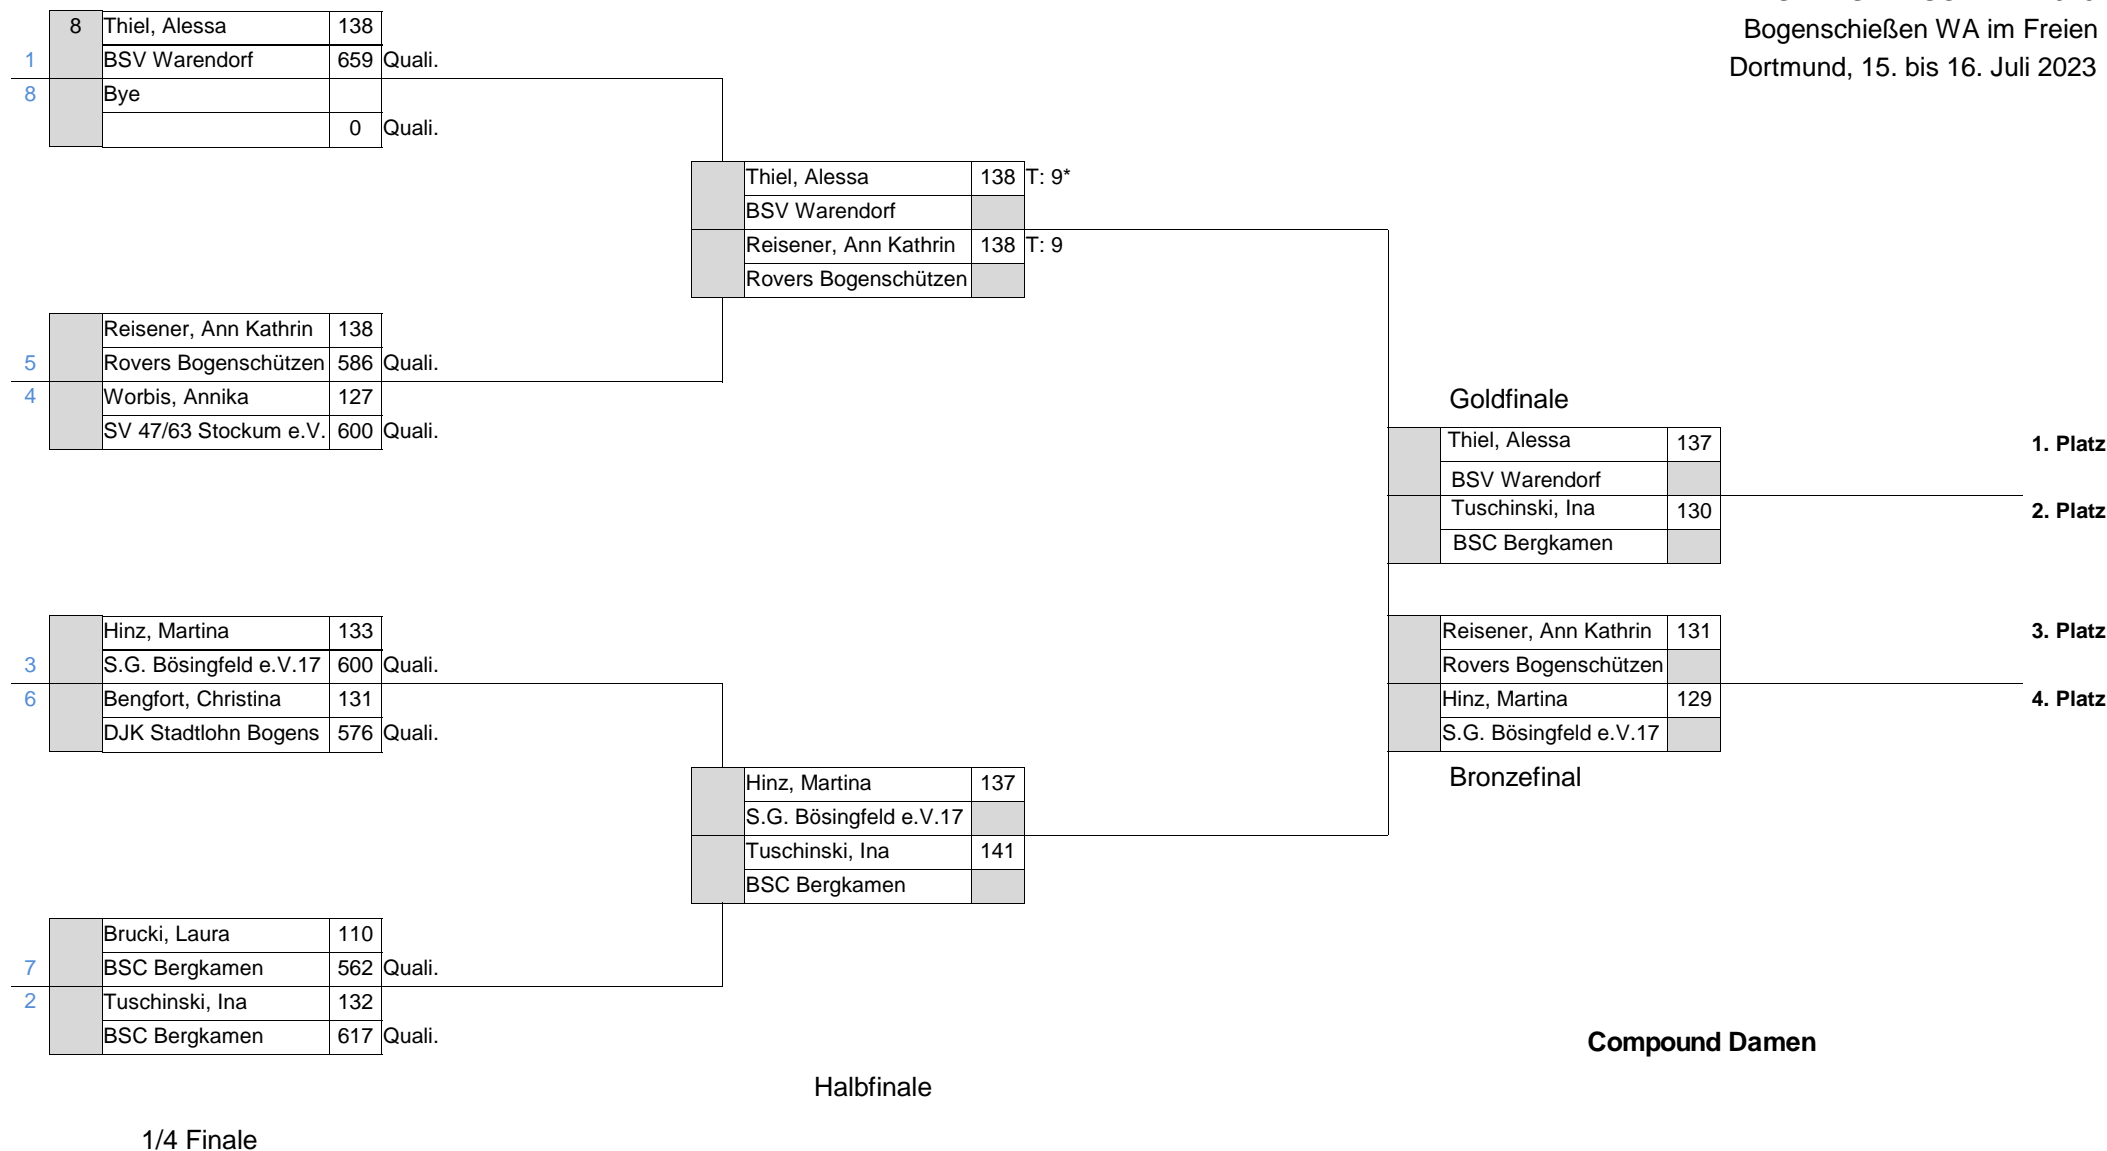 Bogenschießen WA im Freien
Dortmund, 15. bis 16. Juli 2023
8 Thiel, Alessa 138
1 BSV Warendorf 659 Quali.
8 Bye
0 Quali.
Thiel, Alessa 138 T: 9*
BSV Warendorf
Reisener, Ann Kathrin 138 T: 9
Rovers Bogenschützen
Reisener, Ann Kathrin 138
5 Rovers Bogenschützen 586 Quali.
4 Worbis, Annika 127
SV 47/63 Stockum e.V. 600 Quali.
Goldfinale
Thiel, Alessa 137 1. Platz
BSV Warendorf
Tuschinski, Ina 130 2. Platz
BSC Bergkamen
Hinz, Martina 133
3 S.G. Bösingfeld e.V.17 600 Quali.
6 Bengfort, Christina 131
DJK Stadtlohn Bogens 576 Quali.
Reisener, Ann Kathrin 131 3. Platz
Rovers Bogenschützen
Hinz, Martina 129 4. Platz
S.G. Bösingfeld e.V.17
Bronzefinal
Hinz, Martina 137
S.G. Bösingfeld e.V.17
Tuschinski, Ina 141
BSC Bergkamen
Brucki, Laura 110
7 BSC Bergkamen 562 Quali.
2 Tuschinski, Ina 132
BSC Bergkamen 617 Quali.
Compound Damen
Halbfinale
1/4 Finale